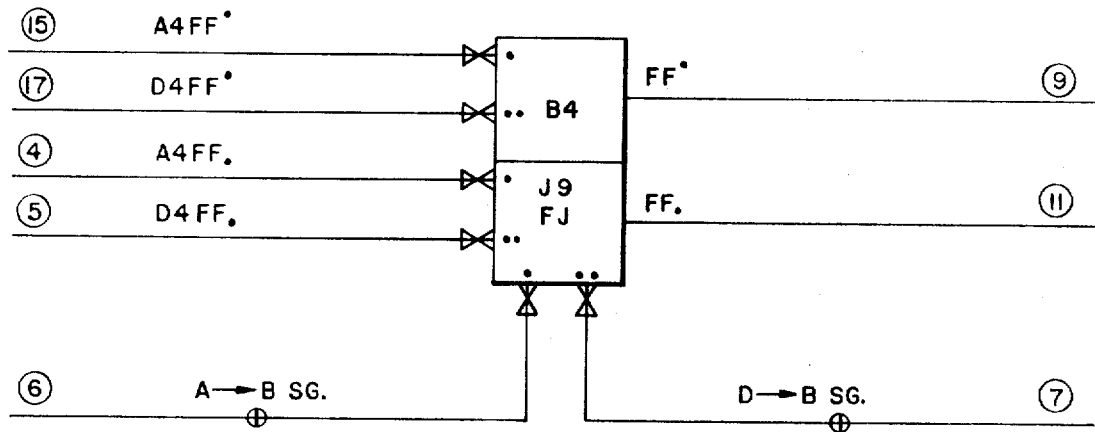 15 A4FF•
17 D4FF•
4 A4FF.
5 D4FF.
B4
J9
FJ
FF•
9
FF.
11
6 A→B SG.
D→B SG. 7